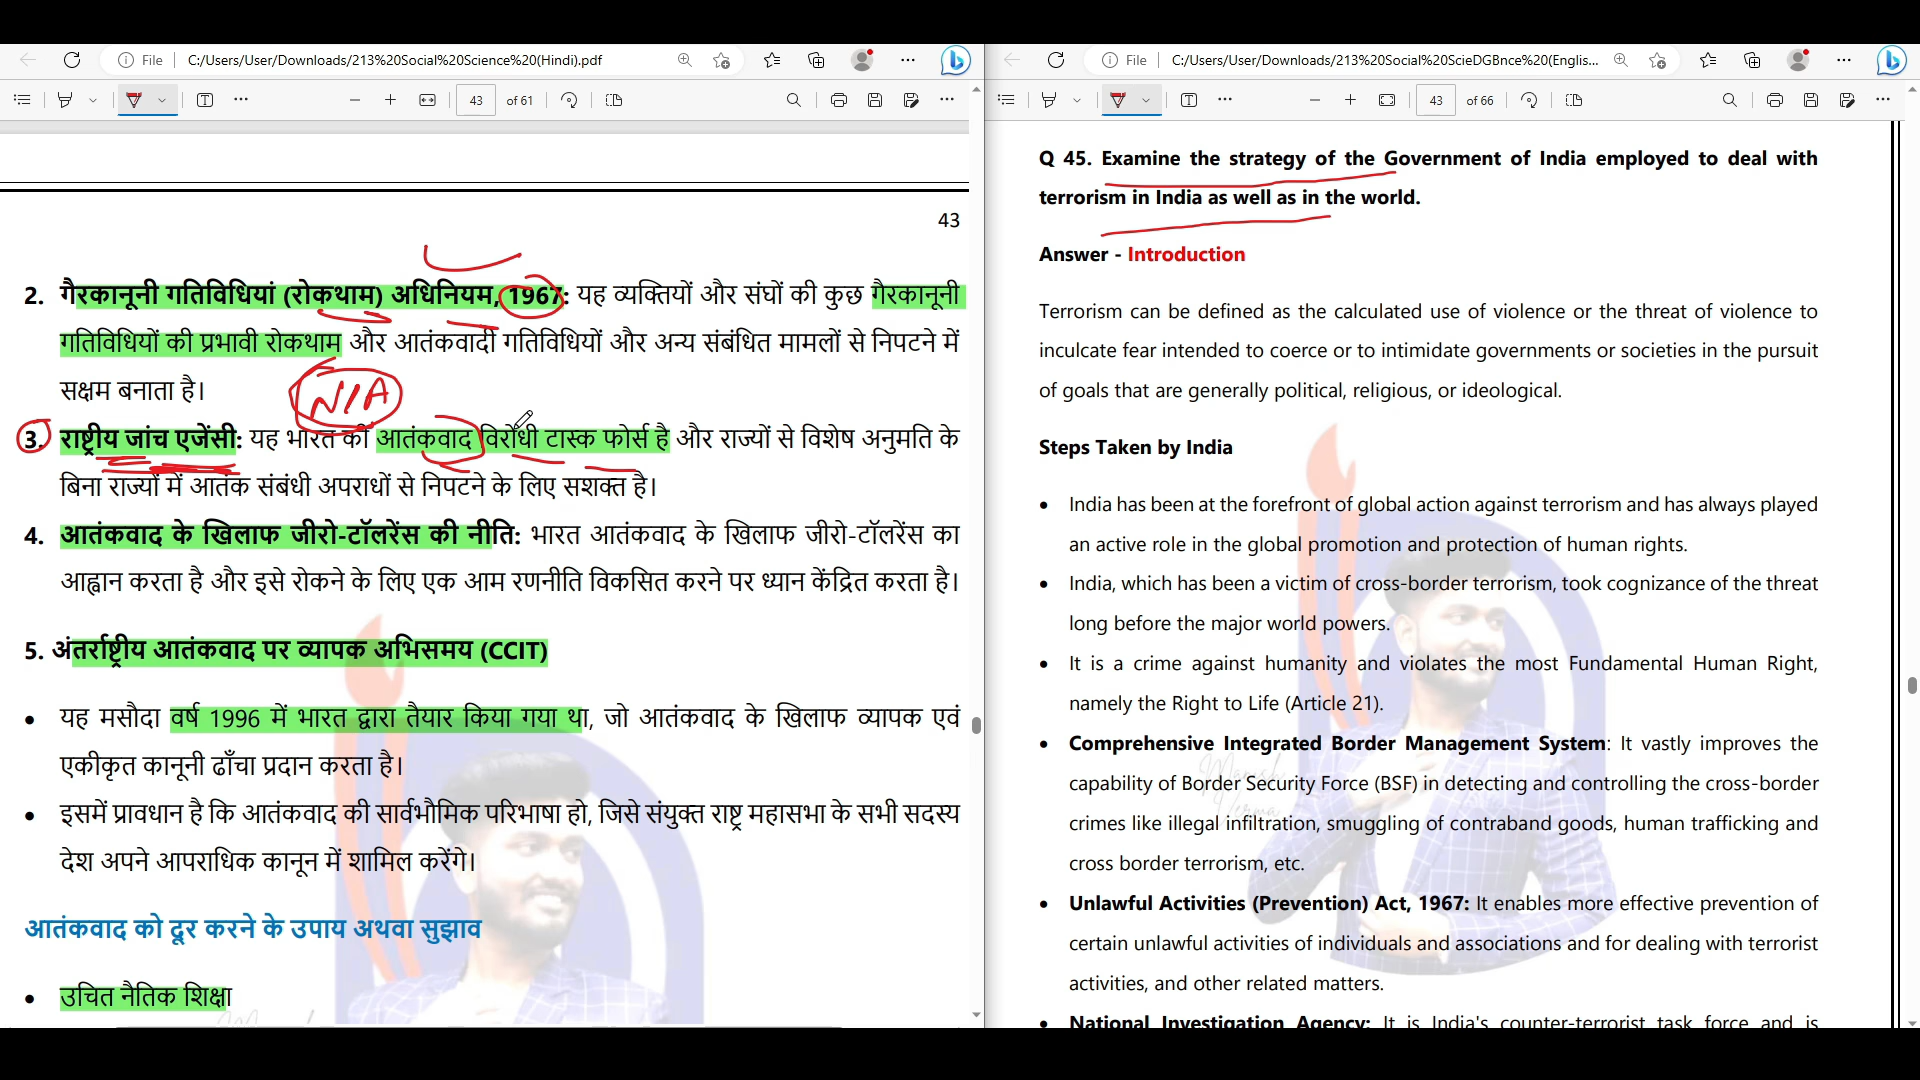 File C:/Users/User/Downloads/213%20Social%20Science%20(Hindi).pdf
43 of 61
43
2. गैरकानूनी गतिविधियां (रोकथाम) अधिनियम, 1967: यह व्यक्तियों और संघों की कुछ गैरकानूनी
गतिविधियों की प्रभावी रोकथाम और आतंकवादी गतिविधियों और अन्य संबंधित मामलों से निपटने में
सक्षम बनाता है।
NIA
3. राष्ट्रीय जांच एजेंसी: यह भारत की आतंकवाद विरोधी टास्क फोर्स है और राज्यों से विशेष अनुमति के
बिना राज्यों में आतंक संबंधी अपराधों से निपटने के लिए सशक्त है।
4. आतंकवाद के खिलाफ जीरो-टॉलरेंस की नीति: भारत आतंकवाद के खिलाफ जीरो-टॉलरेंस का
आह्वान करता है और इसे रोकने के लिए एक आम रणनीति विकसित करने पर ध्यान केंद्रित करता है।
5. अंतर्राष्ट्रीय आतंकवाद पर व्यापक अभिसमय (CCIT)
• यह मसौदा वर्ष 1996 में भारत द्वारा तैयार किया गया था, जो आतंकवाद के खिलाफ व्यापक एवं
एकीकृत कानूनी ढाँचा प्रदान करता है।
• इसमें प्रावधान है कि आतंकवाद की सार्वभौमिक परिभाषा हो, जिसे संयुक्त राष्ट्र महासभा के सभी सदस्य
देश अपने आपराधिक कानून में शामिल करेंगे।
आतंकवाद को दूर करने के उपाय अथवा सुझाव
• उचित नैतिक शिक्षा
File C:/Users/User/Downloads/213%20Social%20ScieDGBnce%20(Englis...
43 of 66
Q 45. Examine the strategy of the Government of India employed to deal with
terrorism in India as well as in the world.
Answer - Introduction
Terrorism can be defined as the calculated use of violence or the threat of violence to
inculcate fear intended to coerce or to intimidate governments or societies in the pursuit
of goals that are generally political, religious, or ideological.
Steps Taken by India
• India has been at the forefront of global action against terrorism and has always played
an active role in the global promotion and protection of human rights.
• India, which has been a victim of cross-border terrorism, took cognizance of the threat
long before the major world powers.
• It is a crime against humanity and violates the most Fundamental Human Right,
namely the Right to Life (Article 21).
• Comprehensive Integrated Border Management System: It vastly improves the
capability of Border Security Force (BSF) in detecting and controlling the cross-border
crimes like illegal infiltration, smuggling of contraband goods, human trafficking and
cross border terrorism, etc.
• Unlawful Activities (Prevention) Act, 1967: It enables more effective prevention of
certain unlawful activities of individuals and associations and for dealing with terrorist
activities, and other related matters.
• National Investigation Agency: It is India's counter-terrorist task force and is